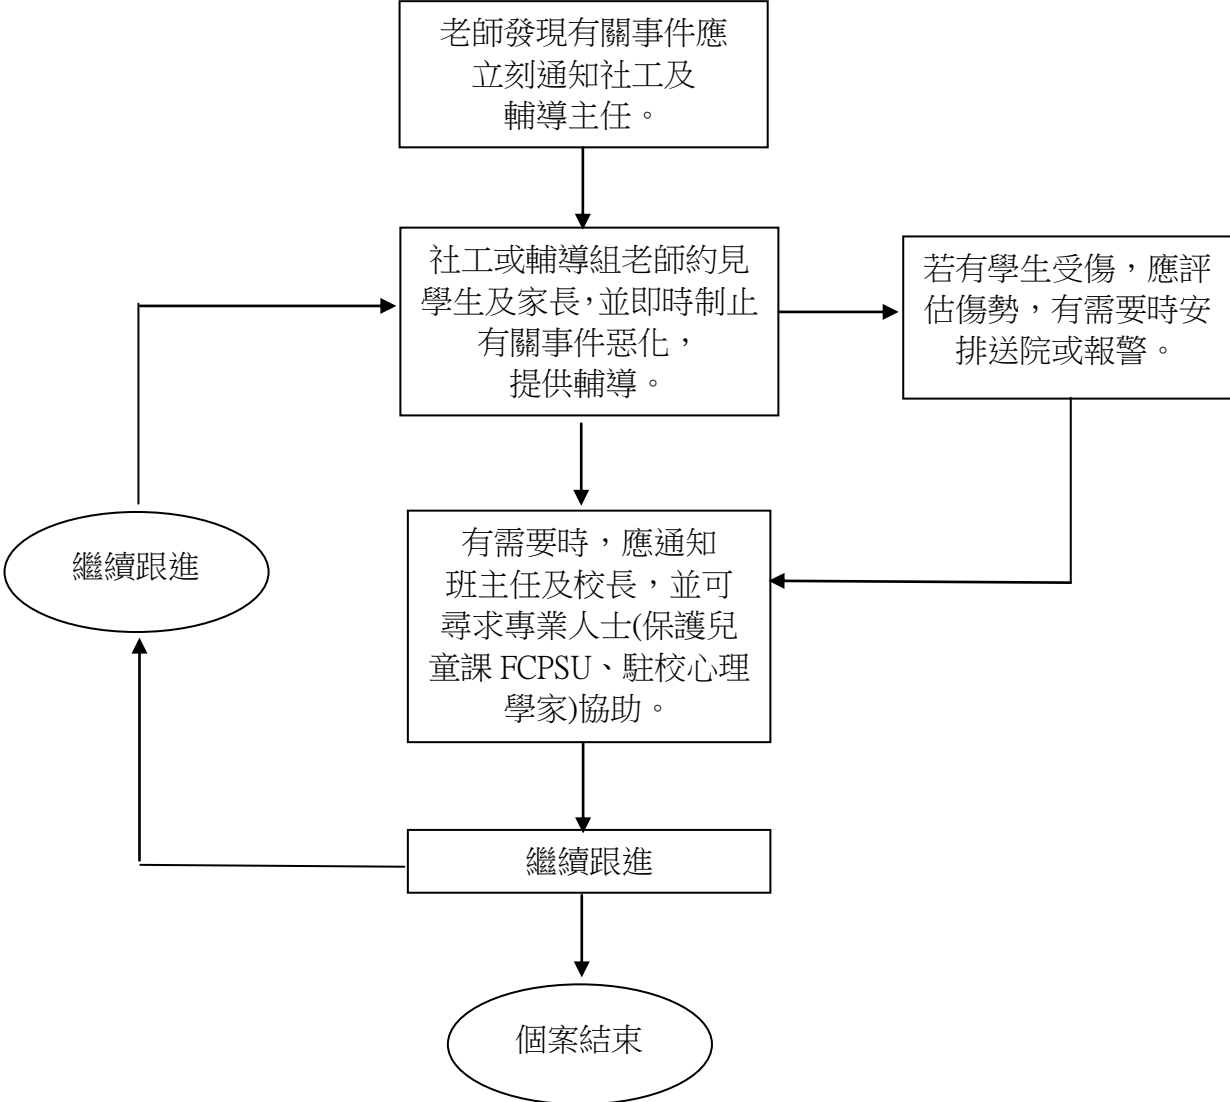 老師發現有關事件應
立刻通知社工及
輔導主任。
社工或輔導組老師約見
學生及家長,並即時制止
有關事件惡化,
提供輔導。
若有學生受傷,應評
估傷勢,有需要時安
排送院或報警。
有需要時,應通知
班主任及校長,並可
尋求專業人士(保護兒
童課 FCPSU、駐校心理
學家)協助。
繼續跟進
繼續跟進
個案結束